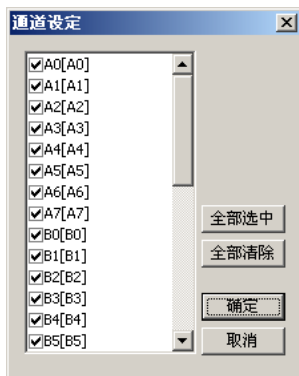 通道设定
A0[A0]
A1[A1]
A2[A2]
A3[A3]
A4[A4]
A5[A5]
A6[A6]
A7[A7]
B0[B0]
B1[B1]
B2[B2]
B3[B3]
B4[B4]
B5[B5]
全部选中
全部清除
确定
取消